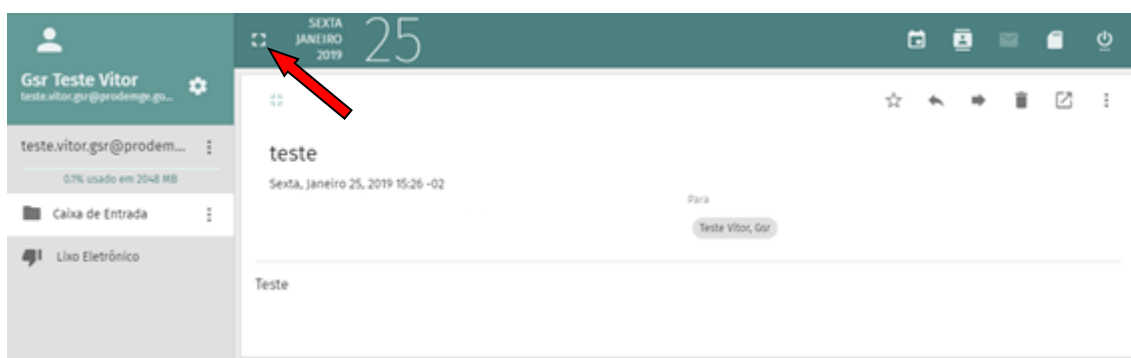 SEXTA
JANEIRO
2019
25
Gsr Teste Vitor
teste.vitor.gsr@prodemge.go...
teste.vitor.gsr@prodem...
0.1% usado em 2048 MB
Caixa de Entrada
Lixo Eletrônico
teste
Sexta, Janeiro 25, 2019 15:26 -02
Para
Teste Vitor, Gsr
Teste